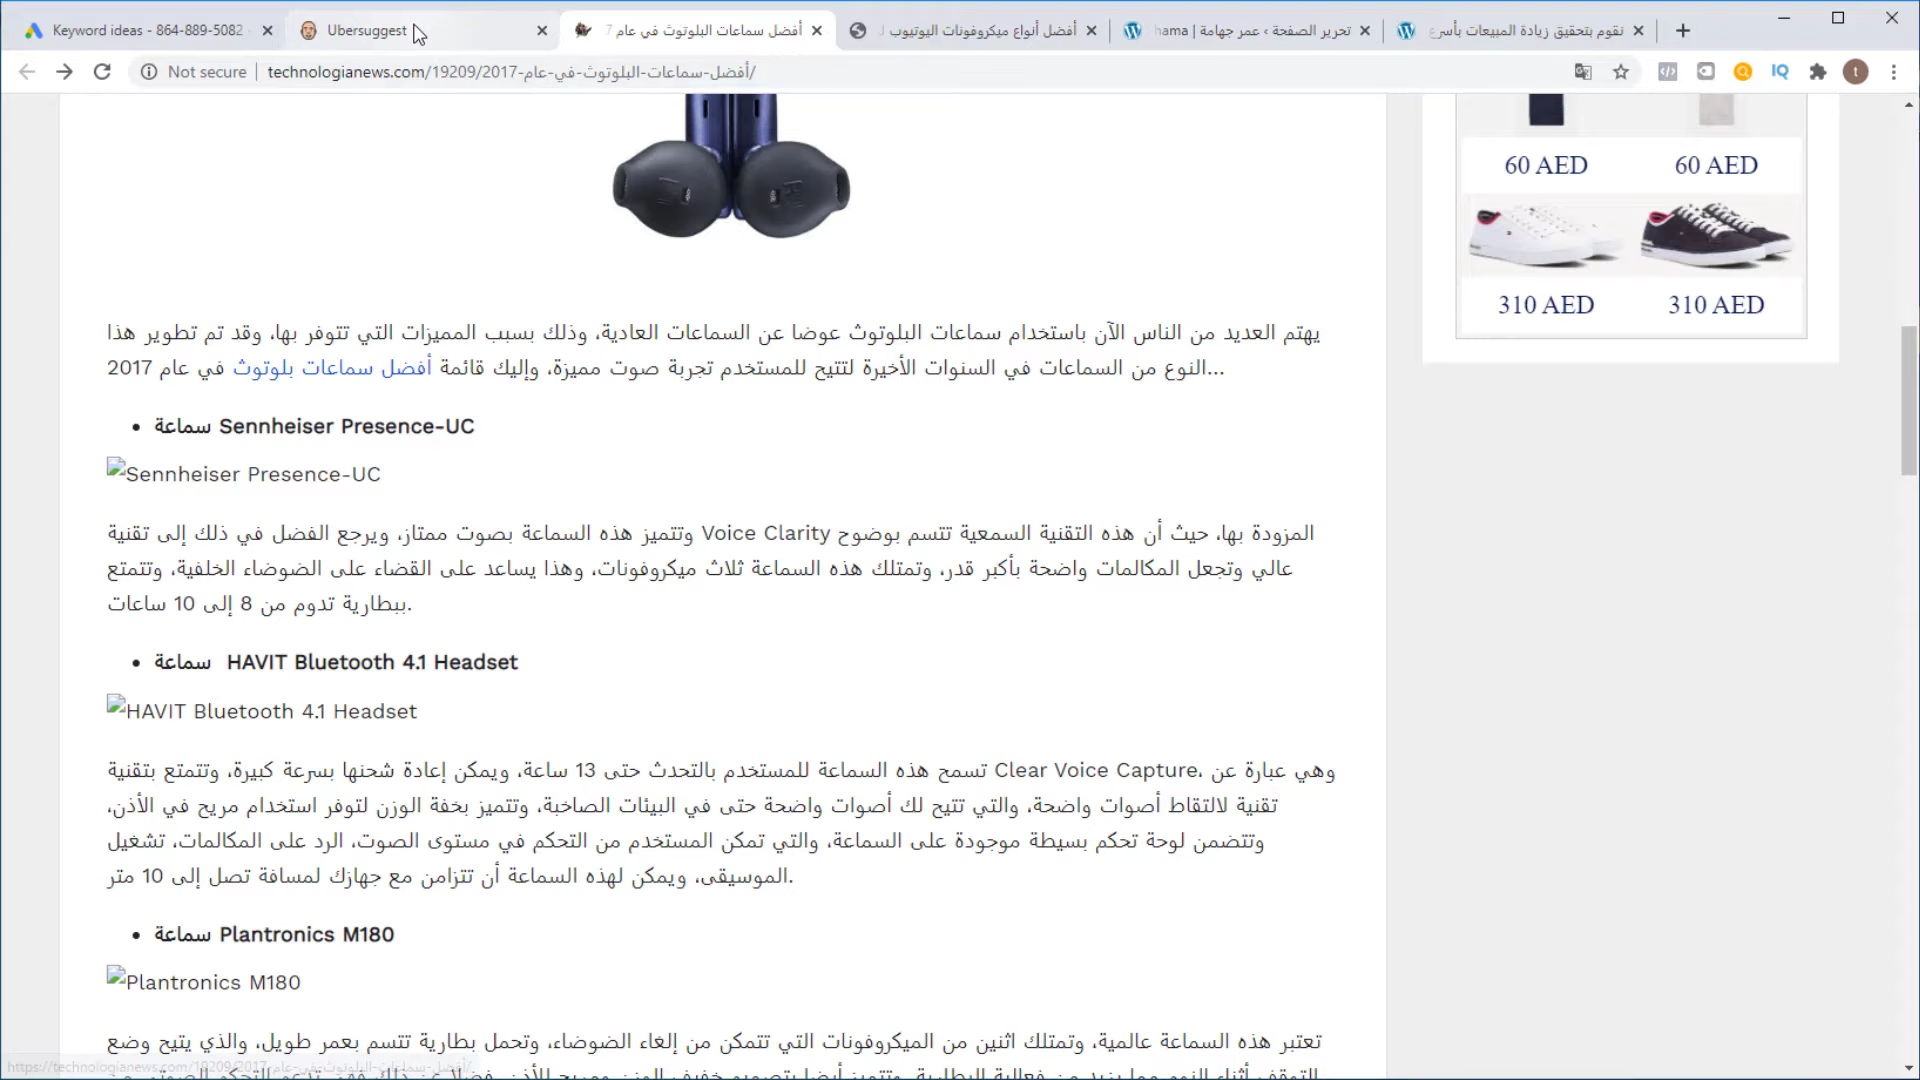 Keyword ideas - 864-889-5082
Ubersuggest
أفضل سماعات البلوتوث في عام 7
أفضل أنواع ميكروفونات اليوتيوب
تحرير الصفحة › عمر جهامة | hama
نقوم بتحقيق زيادة المبيعات بأسرع
Not secure
technologianews.com/19209/2017-أفضل-سماعات-البلوتوث-في-عام/
60 AED
60 AED
310 AED
310 AED
يهتم العديد من الناس الآن باستخدام سماعات البلوتوث عوضا عن السماعات العادية، وذلك بسبب المميزات التي تتوفر بها، وقد تم تطوير هذا
النوع من السماعات في السنوات الأخيرة لتتيح للمستخدم تجربة صوت مميزة، وإليك قائمة أفضل سماعات بلوتوث في عام 2017...
سماعة Sennheiser Presence-UC
Sennheiser Presence-UC
وتتميز هذه السماعة بصوت ممتاز، ويرجع الفضل في ذلك إلى تقنية Voice Clarity المزودة بها، حيث أن هذه التقنية السمعية تتسم بوضوح
عالي وتجعل المكالمات واضحة بأكبر قدر، وتمتلك هذه السماعة ثلاث ميكروفونات، وهذا يساعد على القضاء على الضوضاء الخلفية، وتتمتع
ببطارية تدوم من 8 إلى 10 ساعات.
سماعة HAVIT Bluetooth 4.1 Headset
HAVIT Bluetooth 4.1 Headset
تسمح هذه السماعة للمستخدم بالتحدث حتى 13 ساعة، ويمكن إعادة شحنها بسرعة كبيرة، وتتمتع بتقنية Clear Voice Capture، وهي عبارة عن
تقنية لالتقاط أصوات واضحة، والتي تتيح لك أصوات واضحة حتى في البيئات الصاخبة، وتتميز بخفة الوزن لتوفر استخدام مريح في الأذن،
وتتضمن لوحة تحكم بسيطة موجودة على السماعة، والتي تمكن المستخدم من التحكم في مستوى الصوت، الرد على المكالمات، تشغيل
الموسيقى، ويمكن لهذه السماعة أن تتزامن مع جهازك لمسافة تصل إلى 10 متر.
سماعة Plantronics M180
Plantronics M180
تعتبر هذه السماعة عالمية، وتمتلك اثنين من الميكروفونات التي تتمكن من إلغاء الضوضاء، وتحمل بطارية تتسم بعمر طويل، والذي يتيح وضع
https://technologianews.com/19209/2017-أفضل-سماعات-البلوتوث-في-عام/